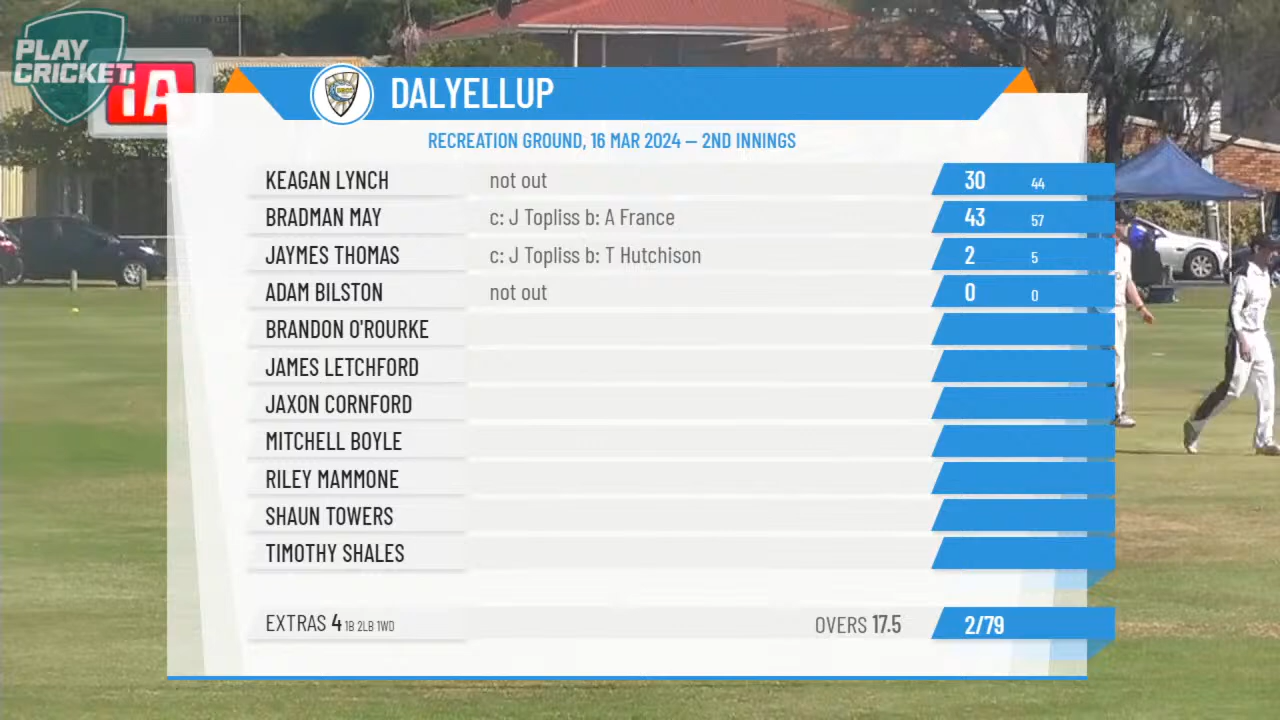 PLAY
CRICKET
iA
DALYELLUP
RECREATION GROUND, 16 MAR 2024 – 2ND INNINGS
KEAGAN LYNCH not out 30 44
BRADMAN MAY c: J Topliss b: A France 43 57
JAYMES THOMAS c: J Topliss b: T Hutchison 2 5
ADAM BILSTON not out 0 0
BRANDON O'ROURKE
JAMES LETCHFORD
JAXON CORNFORD
MITCHELL BOYLE
RILEY MAMMONE
SHAUN TOWERS
TIMOTHY SHALES
EXTRAS 4 1B 2LB 1WD OVERS 17.5 2/79